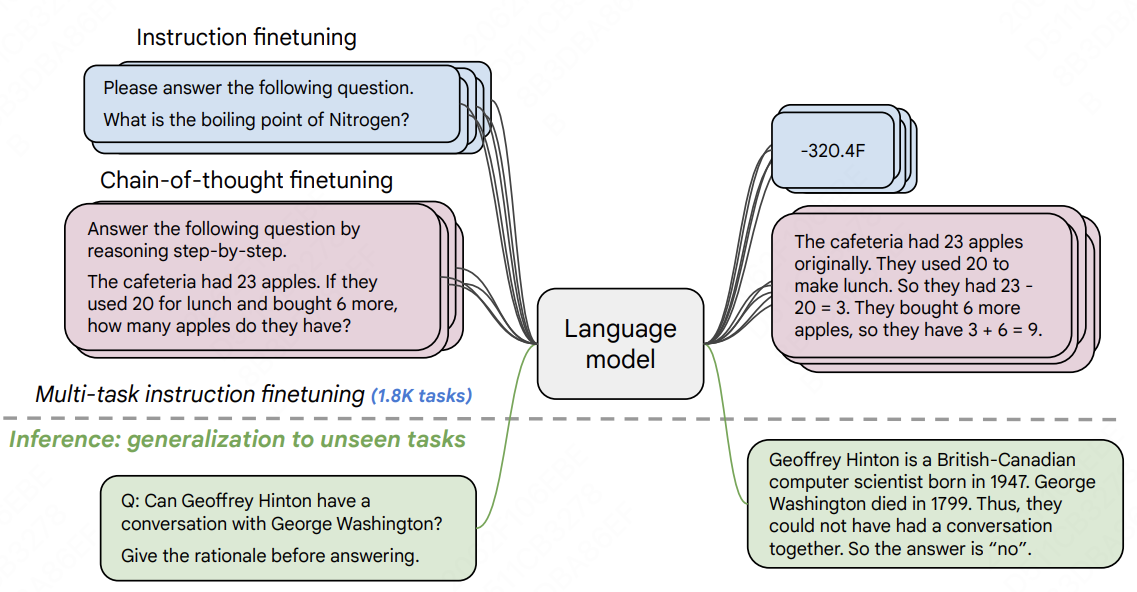 Instruction finetuning
Please answer the following question.
What is the boiling point of Nitrogen?
-320.4F
Chain-of-thought finetuning
Answer the following question by
reasoning step-by-step.
The cafeteria had 23 apples. If they
used 20 for lunch and bought 6 more,
how many apples do they have?
Language
model
The cafeteria had 23 apples
originally. They used 20 to
make lunch. So they had 23 -
20 = 3. They bought 6 more
apples, so they have 3 + 6 = 9.
Multi-task instruction finetuning (1.8K tasks)
Inference: generalization to unseen tasks
Q: Can Geoffrey Hinton have a
conversation with George Washington?
Give the rationale before answering.
Geoffrey Hinton is a British-Canadian
computer scientist born in 1947. George
Washington died in 1799. Thus, they
could not have had a conversation
together. So the answer is “no”.